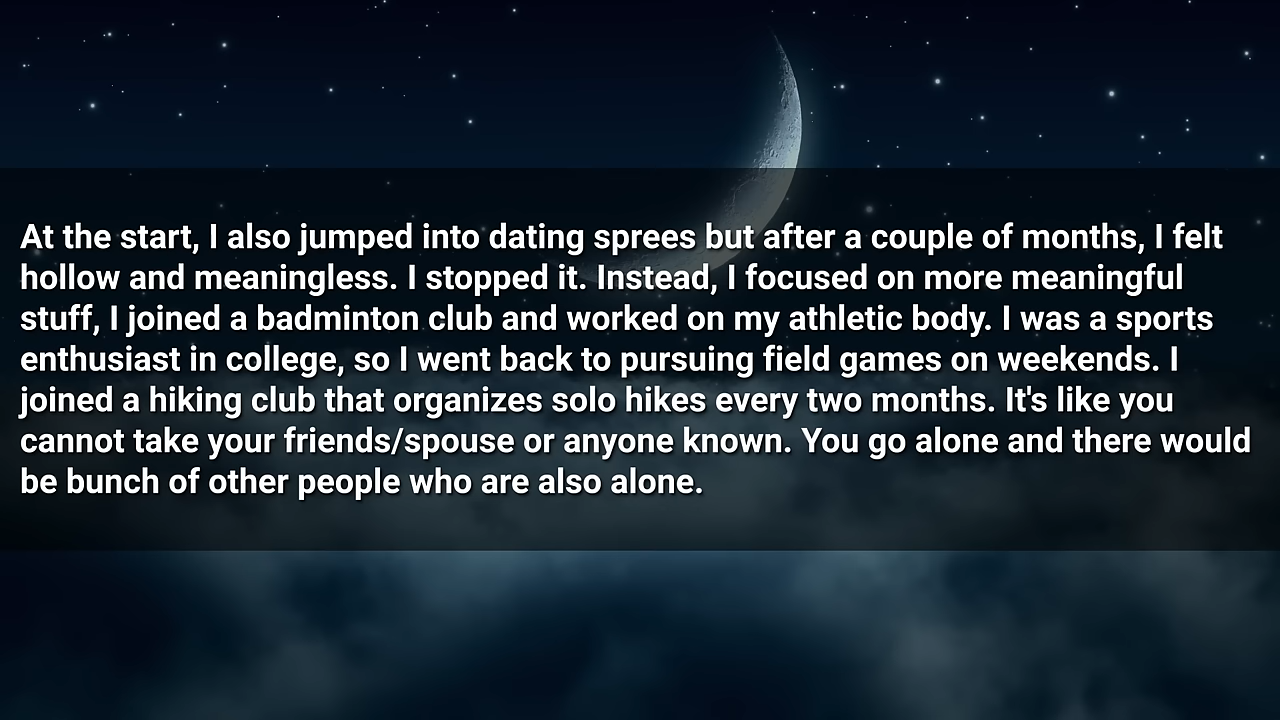 At the start, I also jumped into dating sprees but after a couple of months, I felt
hollow and meaningless. I stopped it. Instead, I focused on more meaningful
stuff, I joined a badminton club and worked on my athletic body. I was a sports
enthusiast in college, so I went back to pursuing field games on weekends. I
joined a hiking club that organizes solo hikes every two months. It's like you
cannot take your friends/spouse or anyone known. You go alone and there would
be bunch of other people who are also alone.